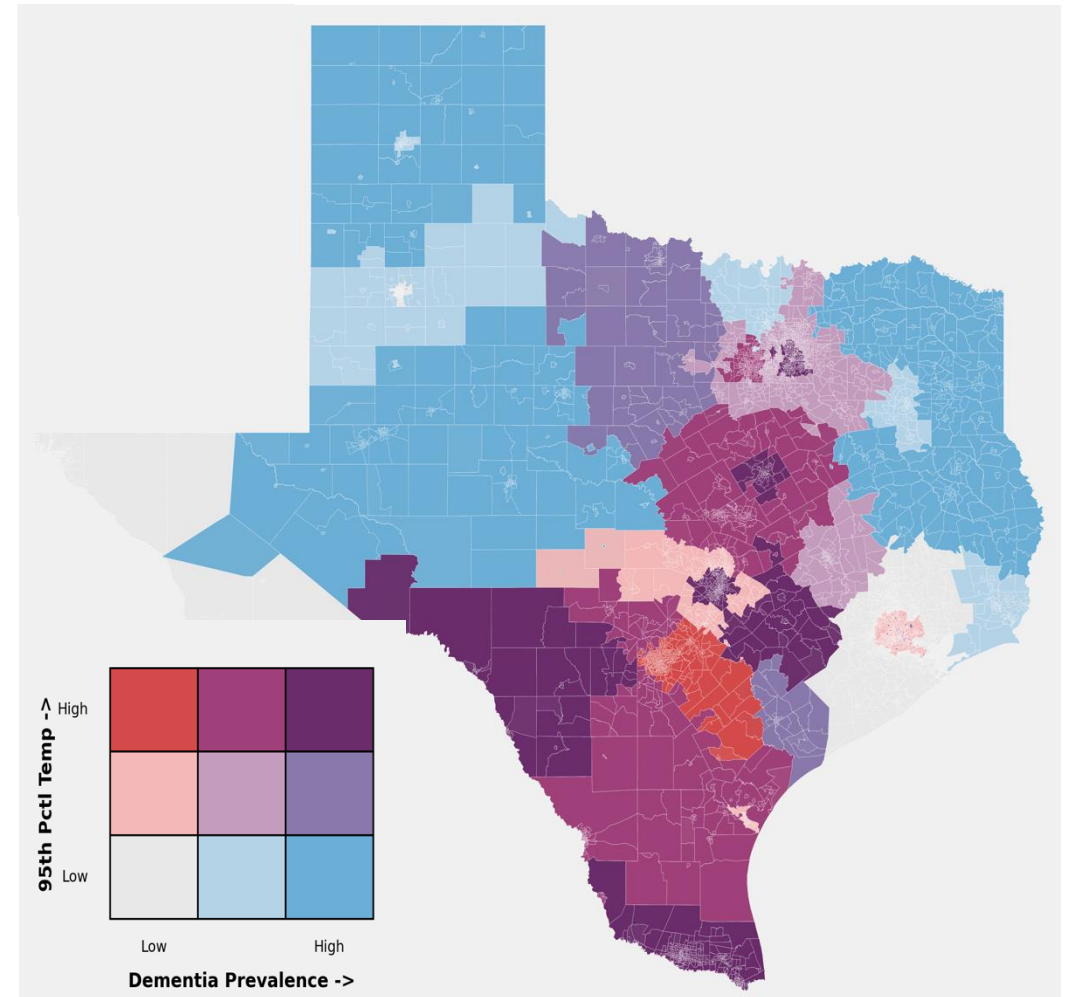 95th Pctl Temp ->
High
Low
Low
High
Dementia Prevalence ->